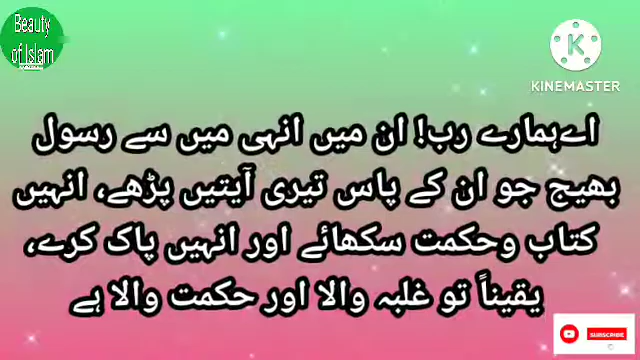 Beauty
of Islam
K
KINEMASTER
اےہمارے رب! ان میں انہی میں سے رسول
بھیج جو ان کے پاس تیری آیتیں پڑھے، انہیں
کتاب وحکمت سکھائے اور انہیں پاک کرے،
یقیناً تو غلبہ والا اور حکمت والا ہے
SUBSCRIBE